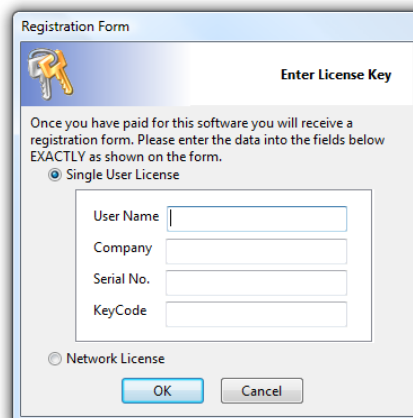 Registration Form
Enter License Key
Once you have paid for this software you will receive a
registration form. Please enter the data into the fields below
EXACTLY as shown on the form.
Single User License
User Name
Company
Serial No.
KeyCode
Network License
OK Cancel